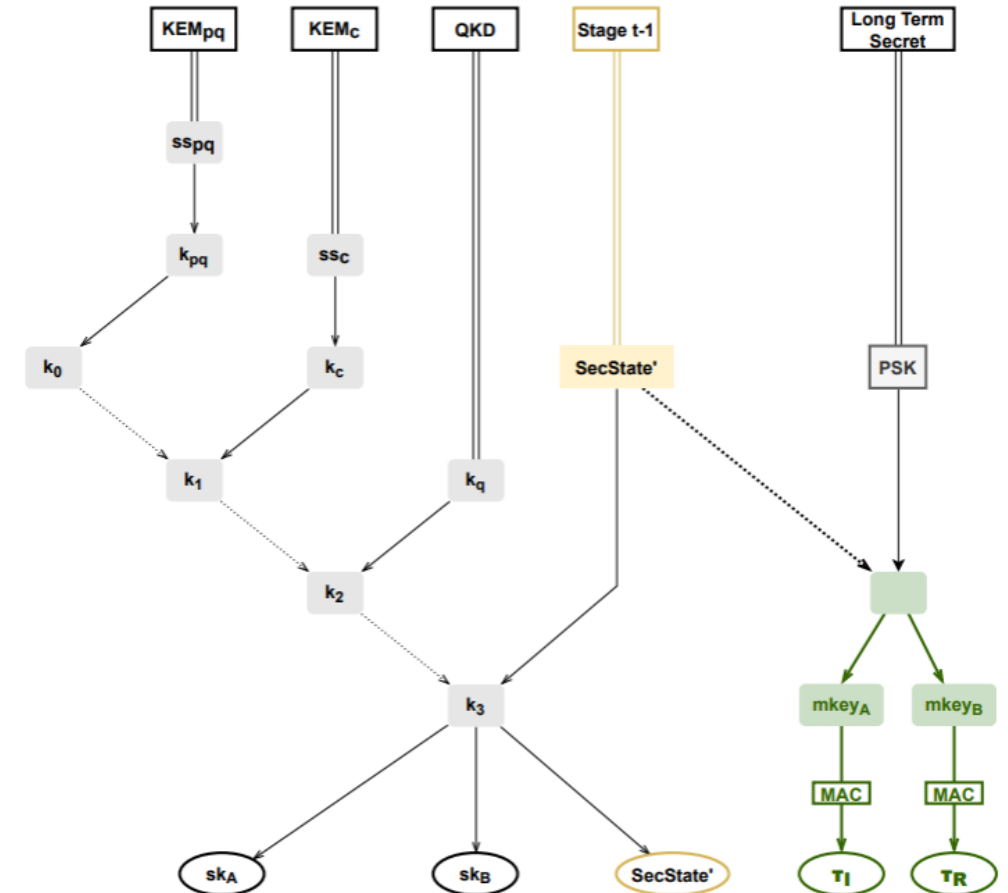 KEMpq
KEMc
QKD
Stage t-1
Long Term
Secret
sspq
kpq
ssc
k0
kc
SecState'
PSK
k1
kq
k2
k3
mkeyA
mkeyB
MAC
MAC
skA
skB
SecState'
τI
τR